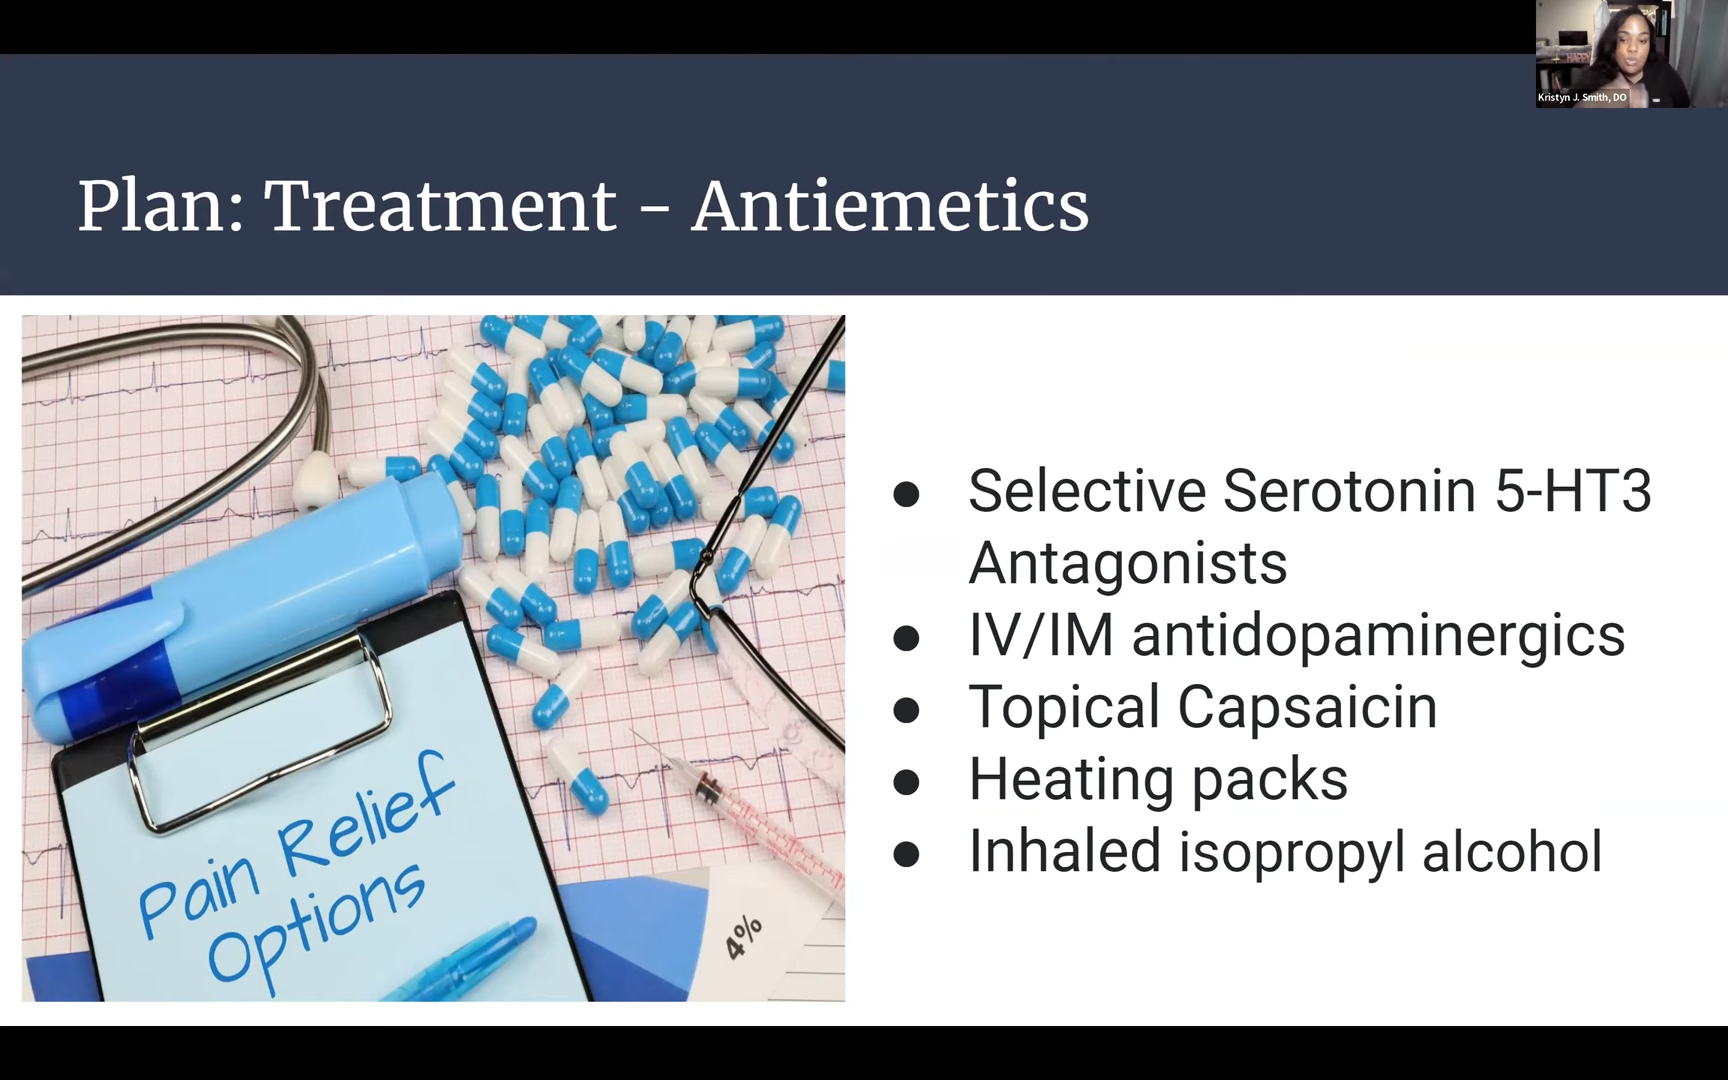 Kristyn J. Smith, DO
Plan: Treatment - Antiemetics
● Selective Serotonin 5-HT3
Antagonists
● IV/IM antidopaminergics
● Topical Capsaicin
● Heating packs
● Inhaled isopropyl alcohol
Pain Relief
Options
4%